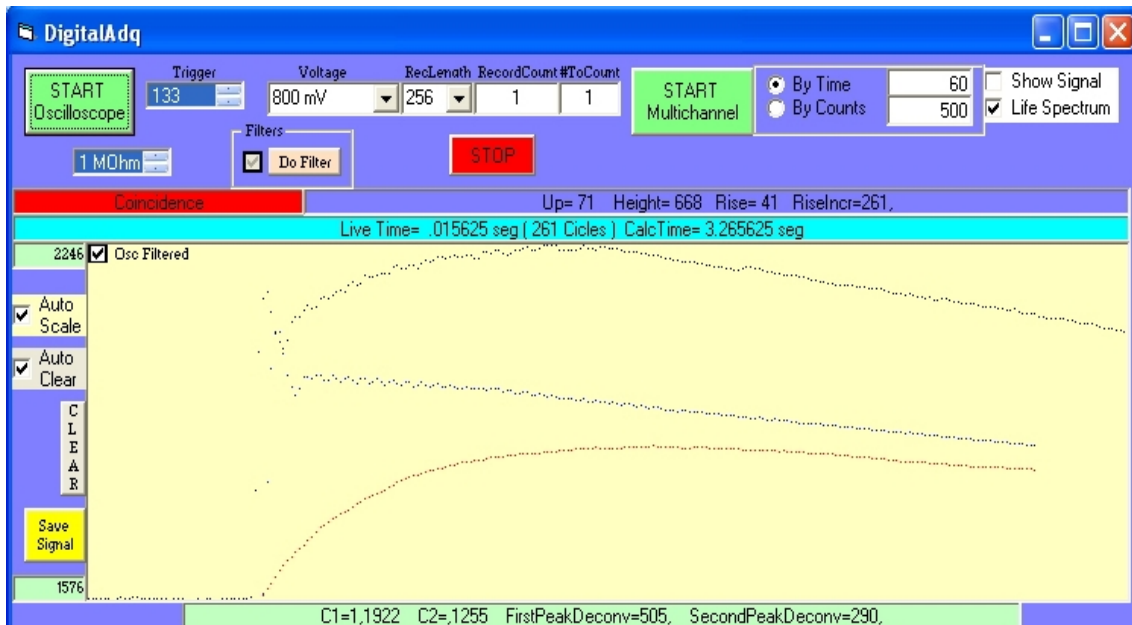 DigitalAdq
START Oscilloscope
Trigger
133
Voltage
800 mV
RecLenath
256
RecordCount
1
#ToCount
1
START Multichannel
By Time
60
By Counts
500
Show Signal
Life Spectrum
1 MOhm
Filters
Do Filter
STOP
Coincidence
Up= 71 Height= 668 Rise= 41 RiseIncr=261,
Live Time= .015625 seg ( 261 Cicles ) CalcTime= 3.265625 seg
2246
Osc Filtered
Auto Scale
Auto Clear
C
L
E
A
R
Save Signal
1576
C1=1,1922 C2=,1255 FirstPeakDeconv=505, SecondPeakDeconv=290,